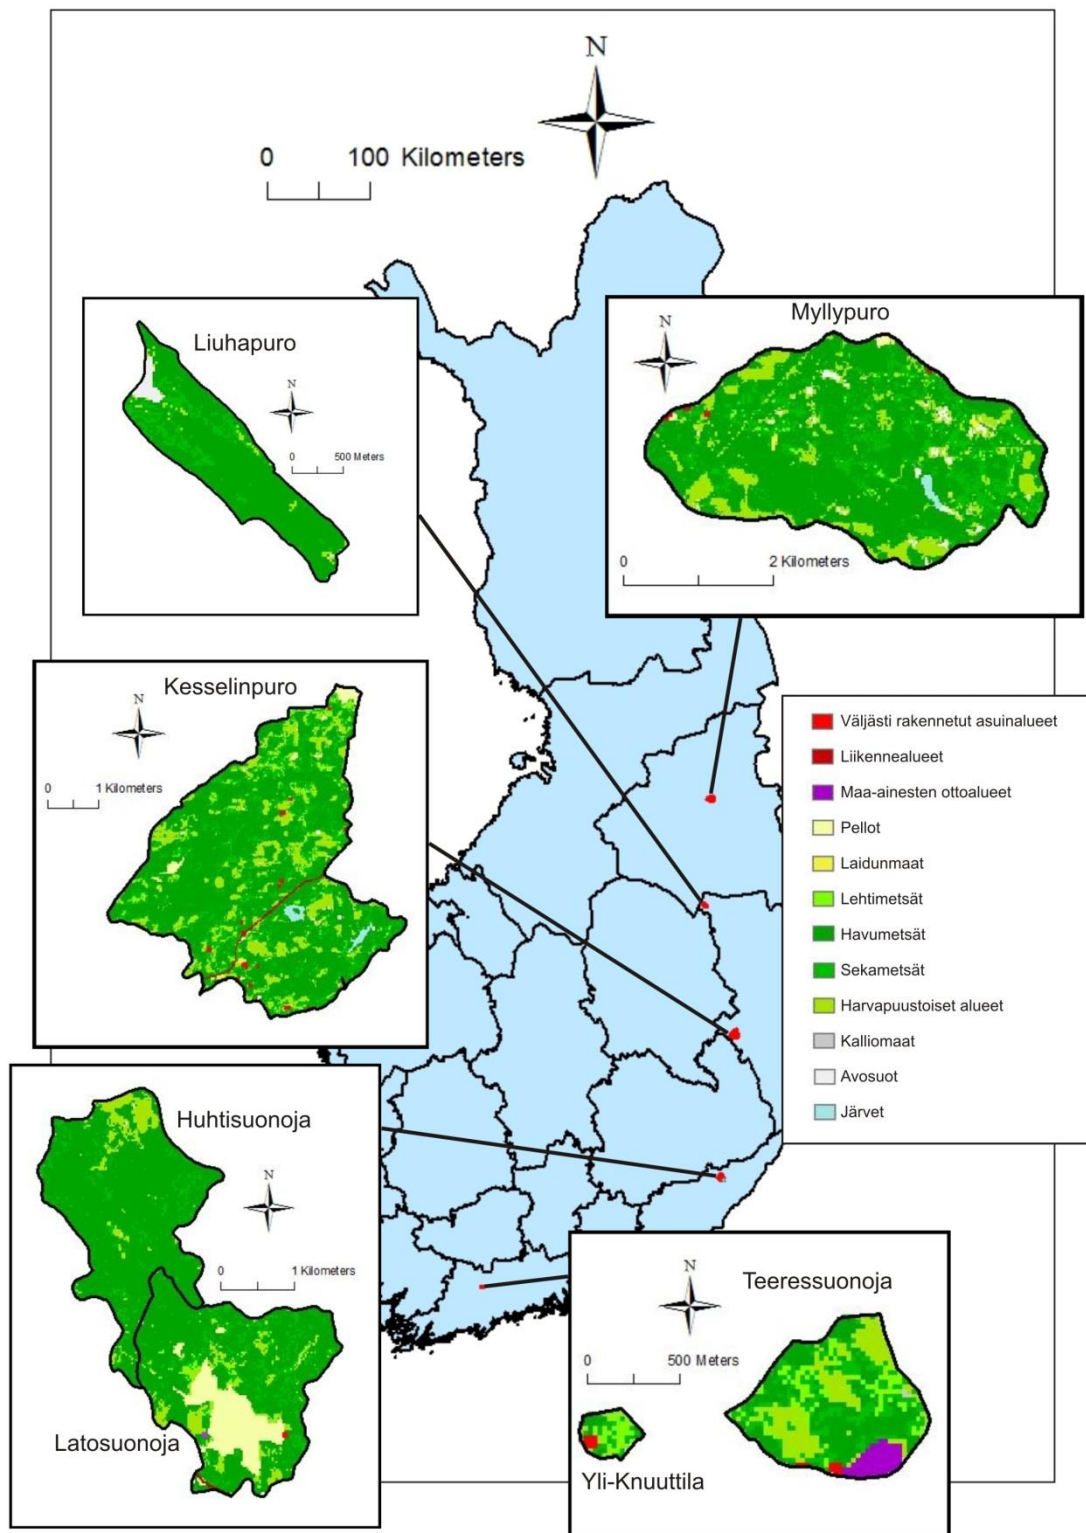 N
0 100 Kilometers
Liuhapuro
N
0 500 Meters
Myllypuro
N
0 2 Kilometers
Kesselinpuro
N
0 1 Kilometers
Väljästi rakennetut asuinalueet
Liikennealueet
Maa-ainesten ottoalueet
Pellot
Laidunmaat
Lehtimetsät
Havumetsät
Sekametsät
Harvapuustoiset alueet
Kalliomaat
Avosuot
Järvet
Huhtisuonoja
N
0 1 Kilometers
Latosuonoja
Teeressuonoja
N
0 500 Meters
Yli-Knuuttila